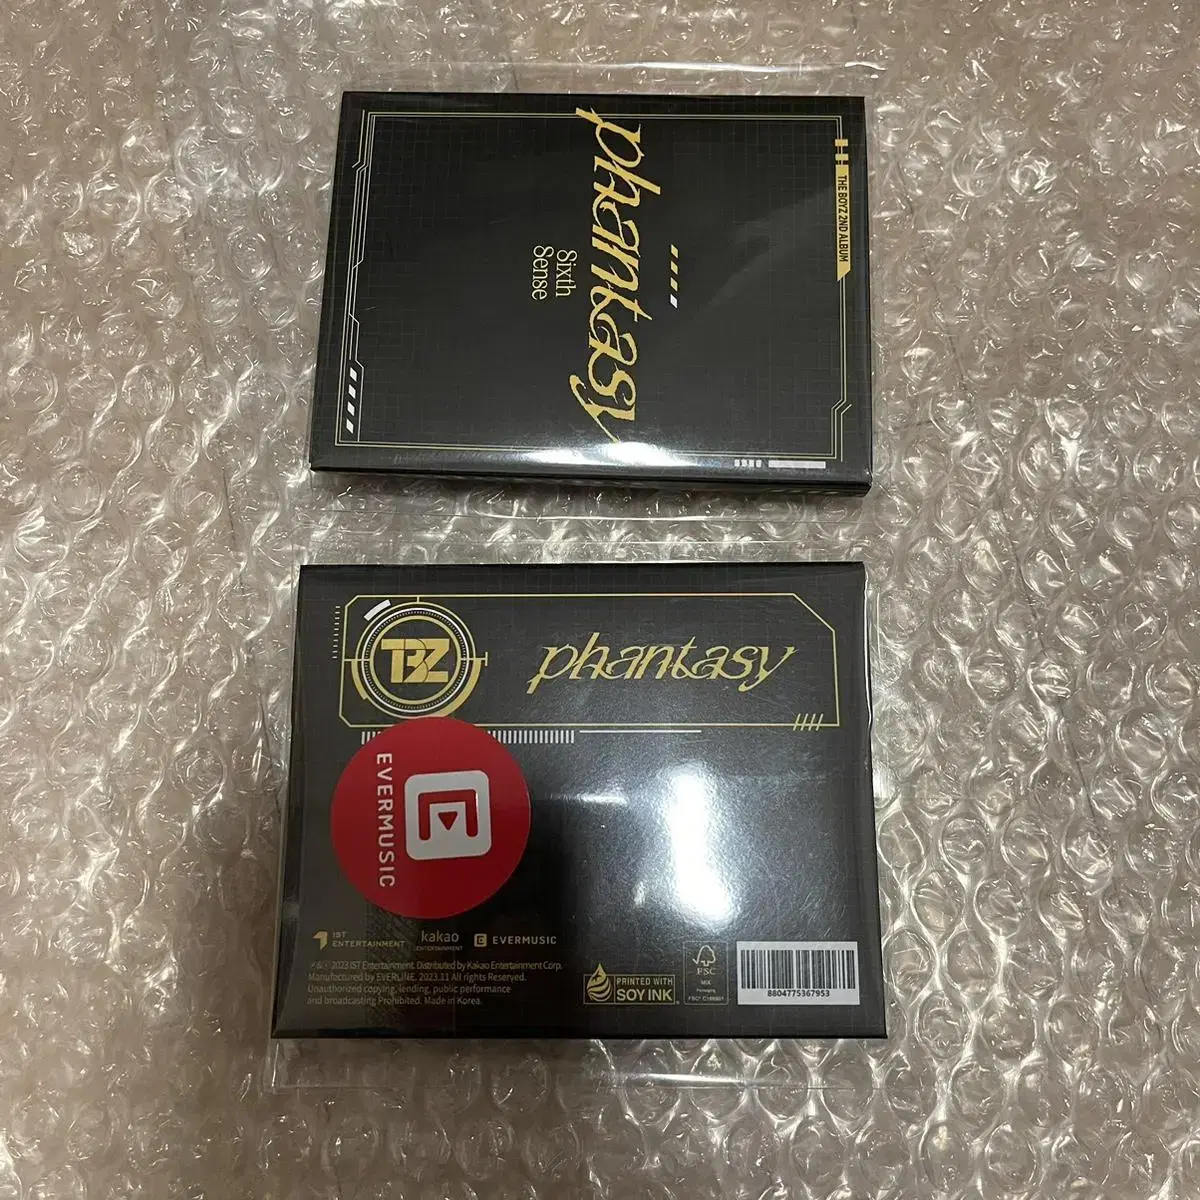 phantasy
Sixth
Sense
THE BOYZ 2ND ALBUM
TBZ
phantasy
EVERMUSIC
IST
ENTERTAINMENT
kakao
ENTERTAINMENT
EVERMUSIC
℗ & © 2023 IST Entertainment. Distributed by Kakao Entertainment Corp.
Manufactured by EVERLINE. 2023.11 All rights Reserved.
Unauthorized copying, lending, public performance
and broadcasting Prohibited. Made in Korea.
PRINTED WITH
SOY INK
FSC
MIX
Packaging
8804775367953